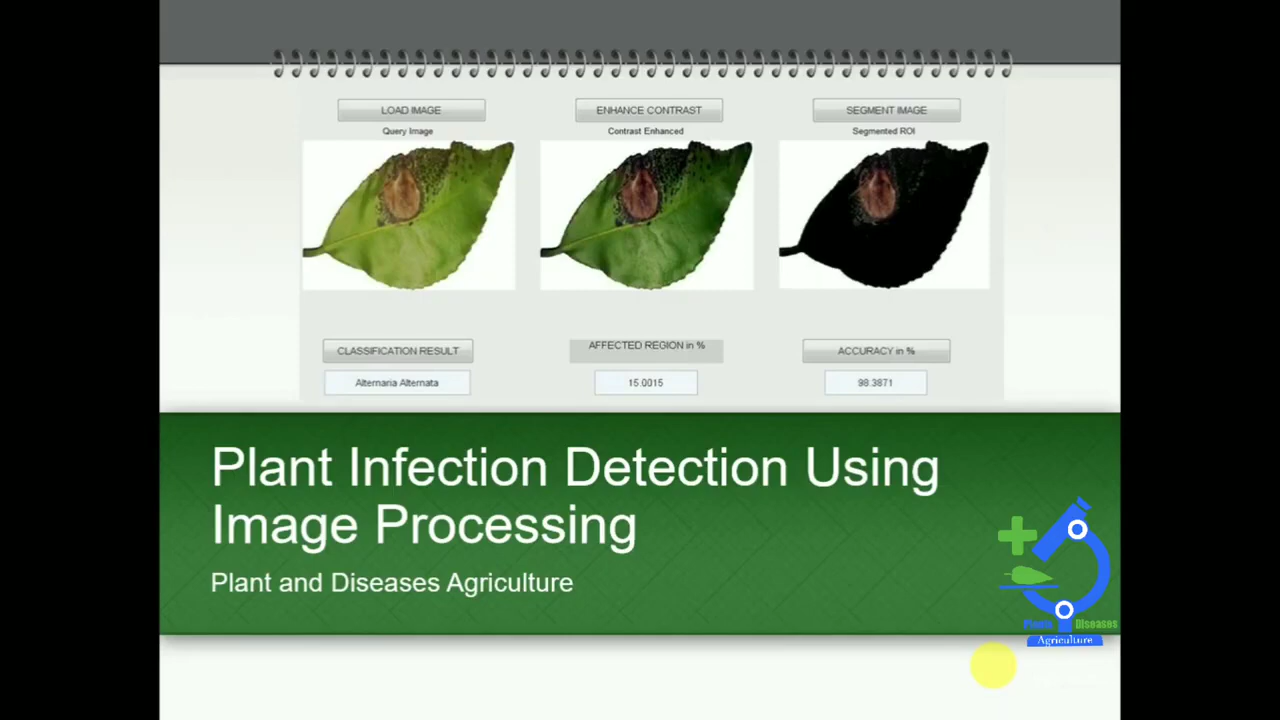 LOAD IMAGE
ENHANCE CONTRAST
SEGMENT IMAGE
Query Image
Contrast Enhanced
Segmented ROI
CLASSIFICATION RESULT
AFFECTED REGION in %
ACCURACY in %
Alternaria Alternata
15.0015
98.3871
Plant Infection Detection Using
Image Processing
Plant and Diseases Agriculture
Diseases
Agriculture